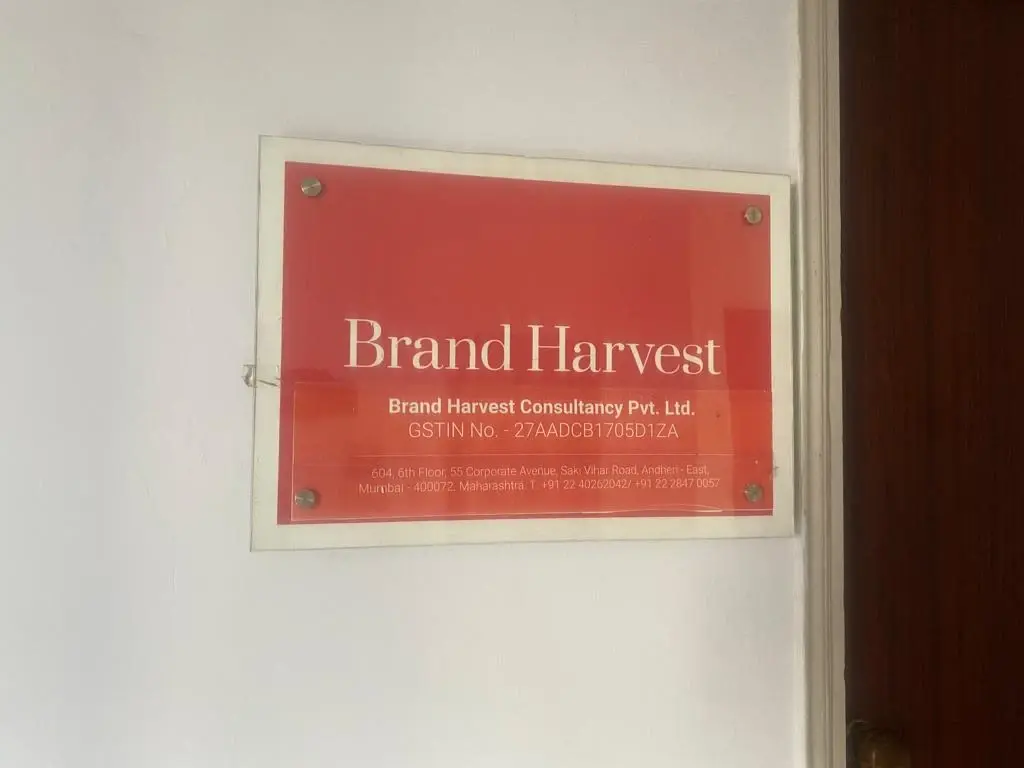 Brand Harvest
Brand Harvest Consultancy Pvt. Ltd.
GSTIN No. - 27AADCB1705D1ZA
604, 6th Floor, 55 Corporate Avenue, Saki Vihar Road, Andheri - East,
Mumbai - 400072, Maharashtra. T. +91 22 40262042/ +91 22 2847 0057